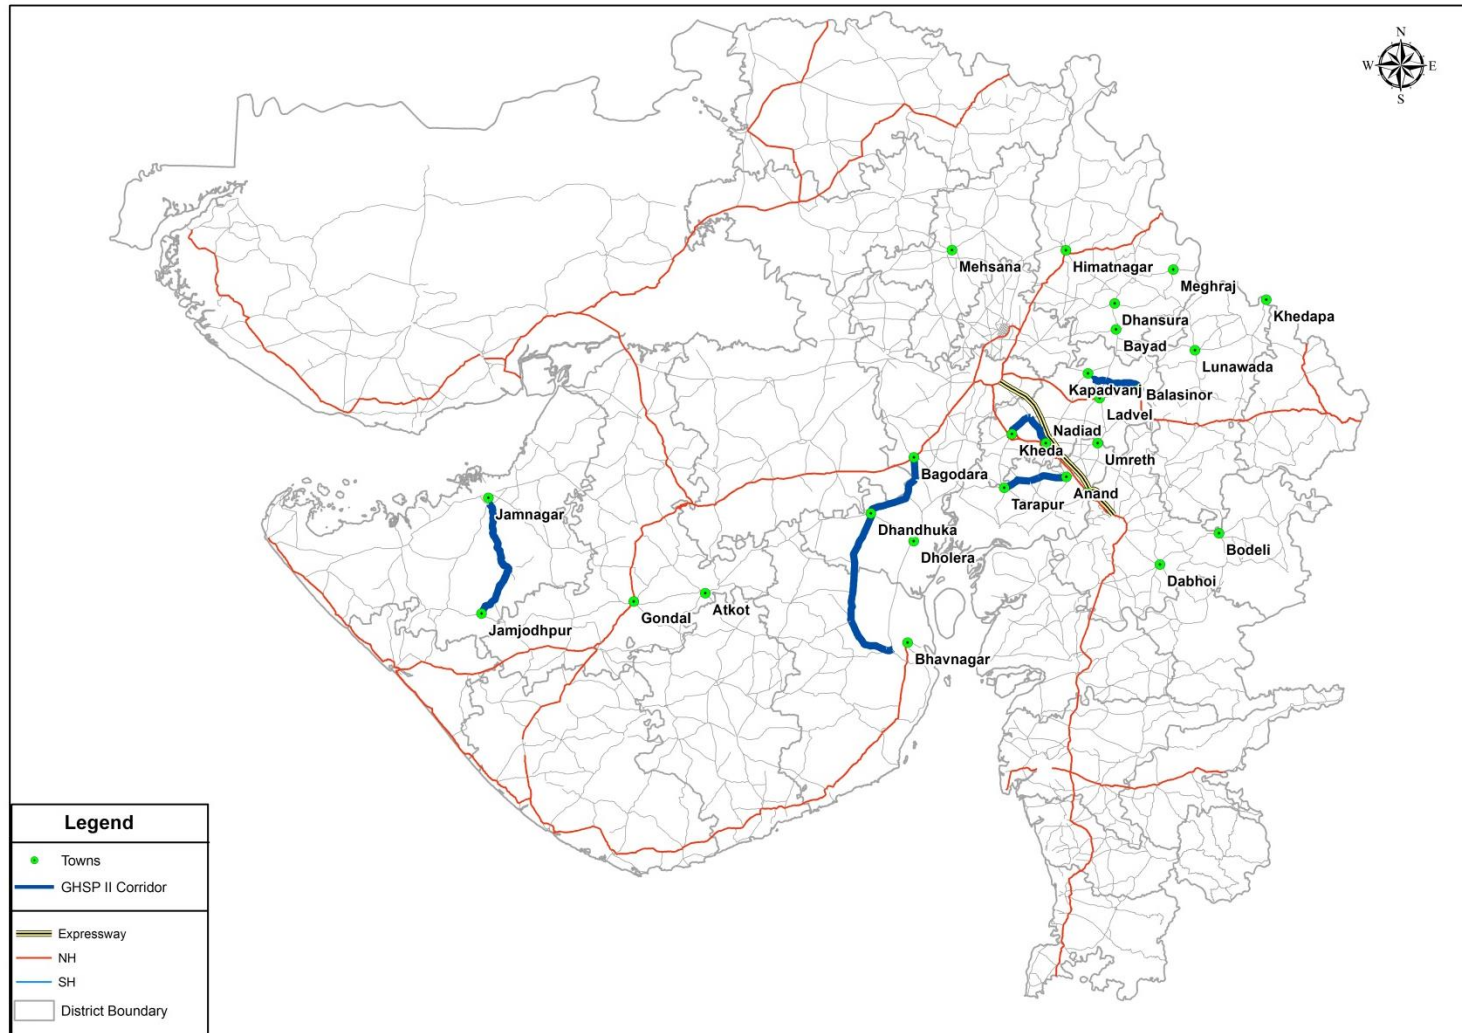 N
W
E
S
Mehsana
Himatnagar
Meghraj
Khedapa
Dhansura
Bayad
Lunawada
Kapadvanj
Balasinor
Ladvel
Nadiad
Kheda
Umreth
Bagodara
Anand
Tarapur
Jamnagar
Dhandhuka
Dholera
Bodeli
Dabhoi
Atkot
Gondal
Jamjodhpur
Bhavnagar
Legend
Towns
GHSP II Corridor
Expressway
NH
SH
District Boundary